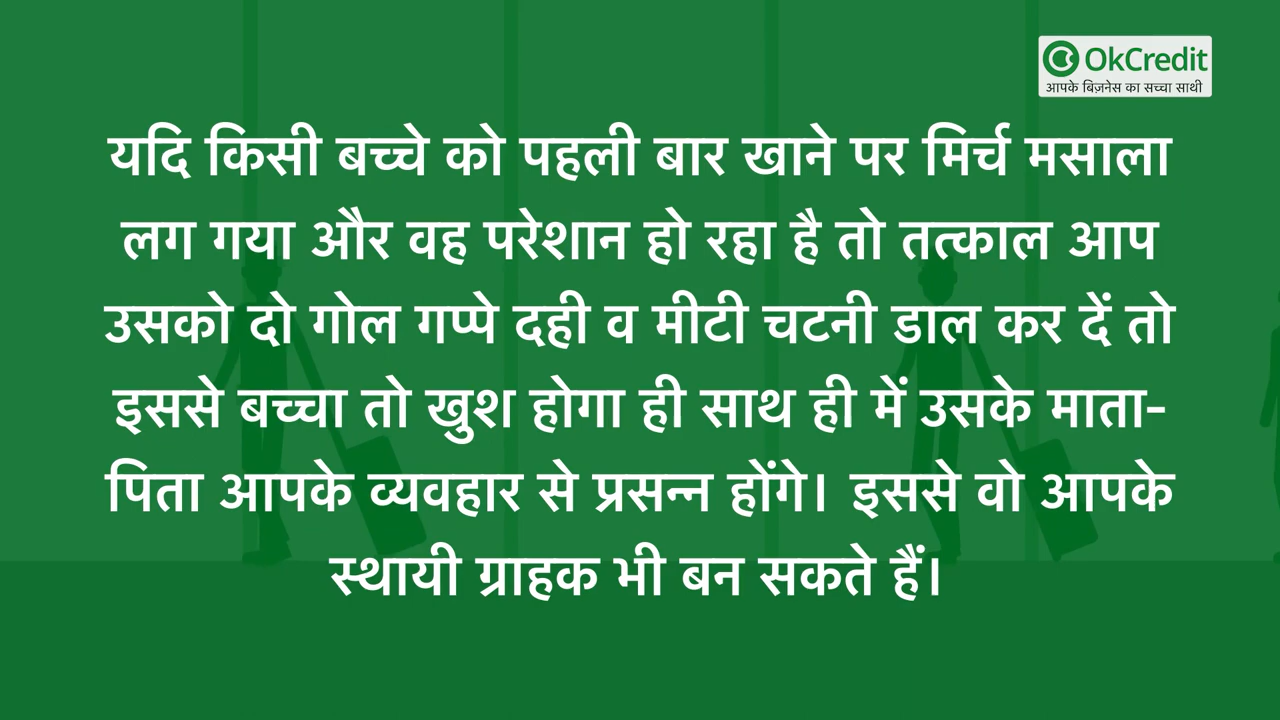 OkCredit
आपके बिज़नेस का सच्चा साथी
यदि किसी बच्चे को पहली बार खाने पर मिर्च मसाला
लग गया और वह परेशान हो रहा है तो तत्काल आप
उसको दो गोल गप्पे दही व मीटी चटनी डाल कर दें तो
इससे बच्चा तो खुश होगा ही साथ ही में उसके माता-
पिता आपके व्यवहार से प्रसन्न होंगे। इससे वो आपके
स्थायी ग्राहक भी बन सकते हैं।